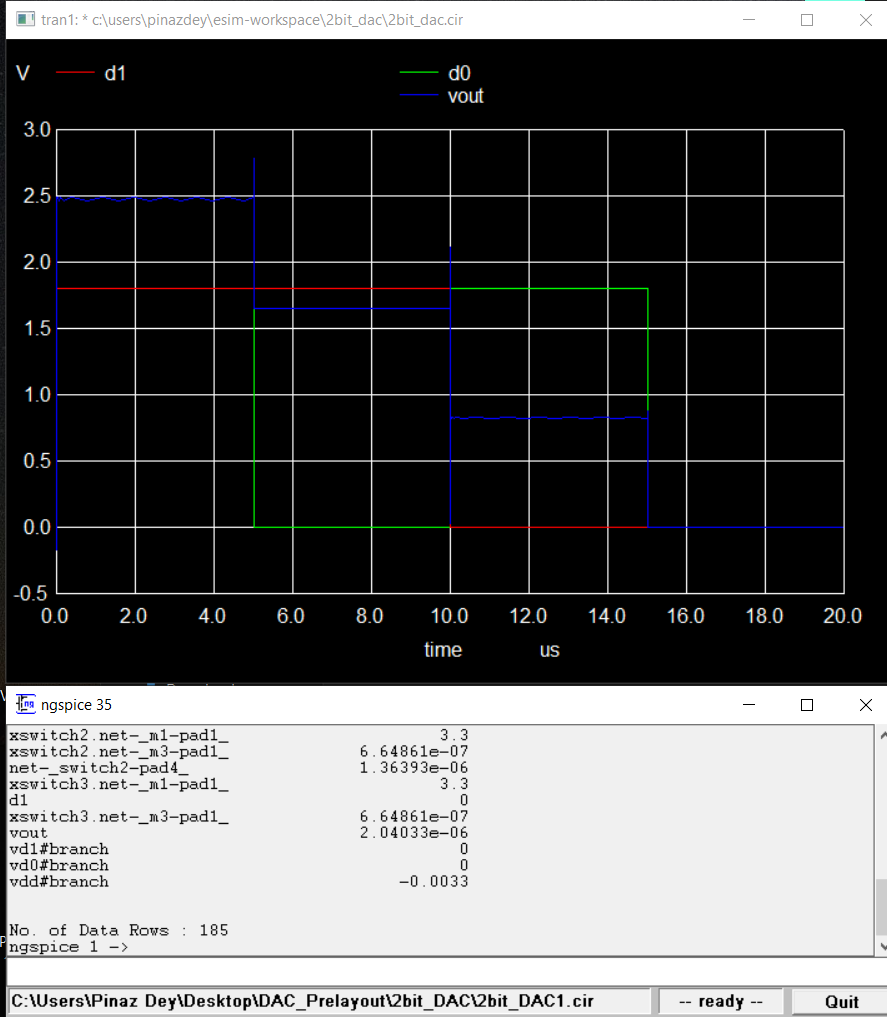 tran1: * c:\users\pinazdey\esim-workspace\2bit_dac\2bit_dac.cir
V d1 d0
vout
3.0
2.5
2.0
1.5
1.0
0.5
0.0
-0.5
0.0 2.0 4.0 6.0 8.0 10.0 12.0 14.0 16.0 18.0 20.0
time us
ngspice 35
xswitch2.net-_m1-pad1_ 3.3
xswitch2.net-_m3-pad1_ 6.64861e-07
net-_switch2-pad4_ 1.36393e-06
xswitch3.net-_m1-pad1_ 3.3
d1 0
xswitch3.net-_m3-pad1_ 6.64861e-07
vout 2.04033e-06
vd1#branch 0
vd0#branch 0
vdd#branch -0.0033
No. of Data Rows : 185
ngspice 1 ->
C:\Users\Pinaz Dey\Desktop\DAC_Prelayout\2bit_DAC\2bit_DAC1.cir -- ready -- Quit